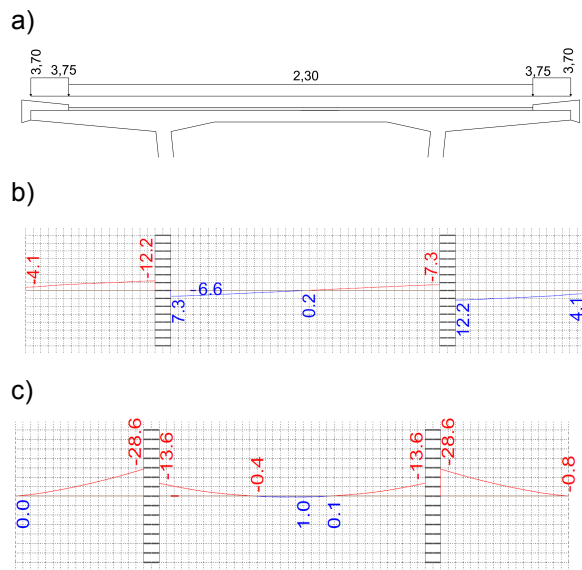 a)
3,70 3,75 2,30 3,75 3,70
b)
-4.1 -12.2 7.3 -6.6 0.2 -7.3 12.2 4.1
c)
0.0 -28.6 -13.6 -0.4 1.0 0.1 -13.6 -28.6 -0.8